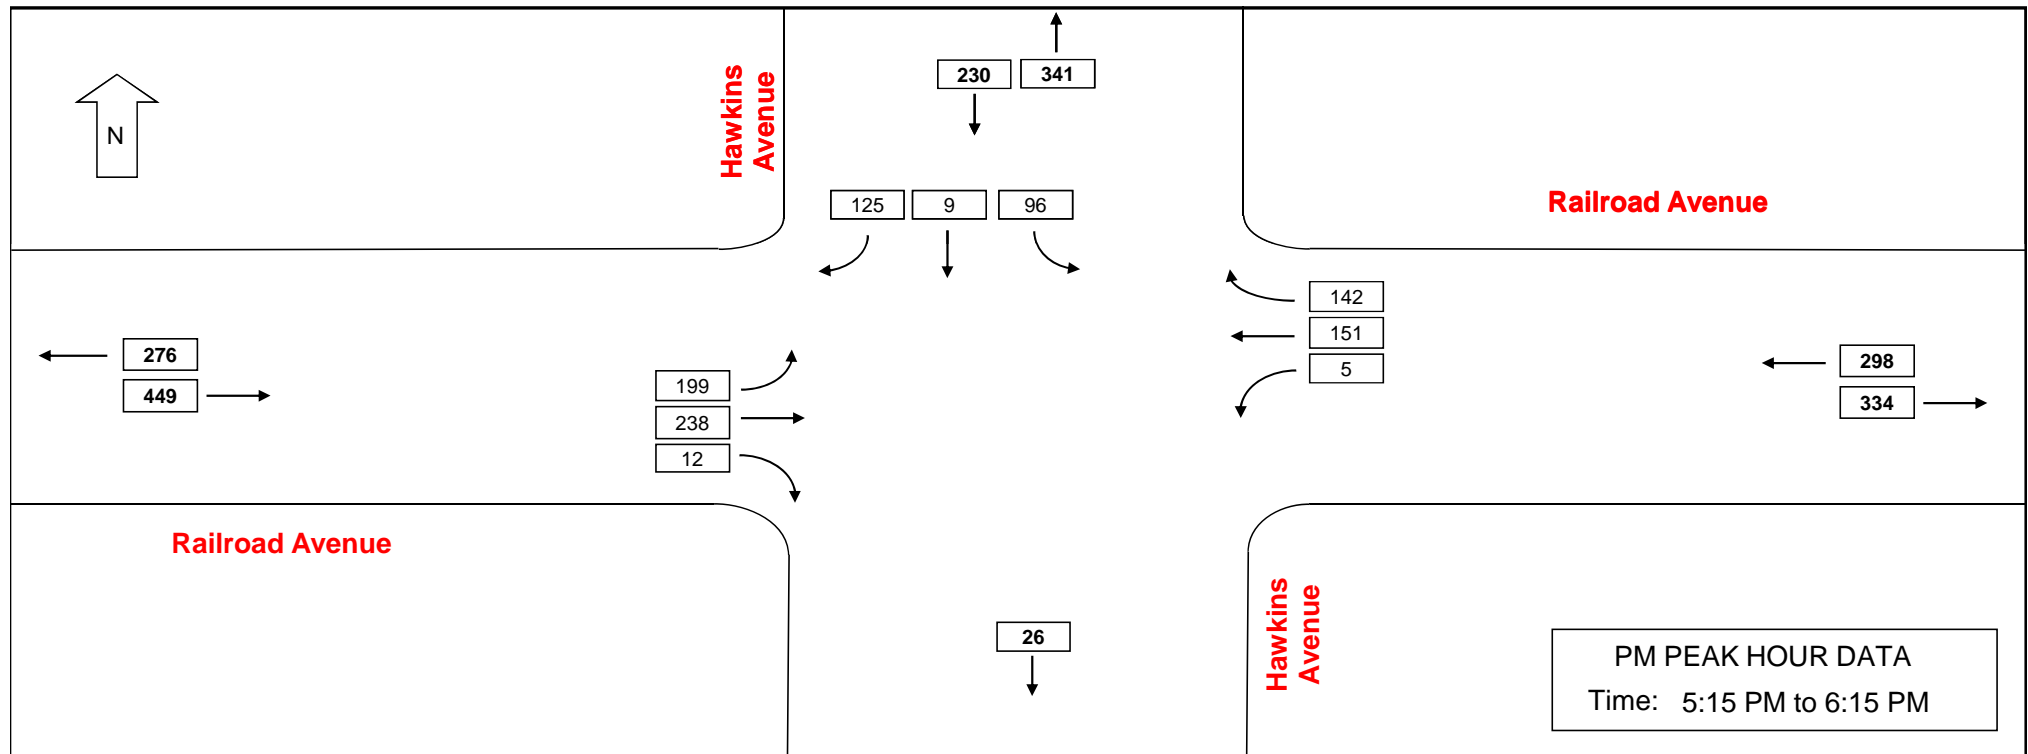 230 341
Hawkins
Avenue
N
125 9 96
Railroad Avenue
142
151
5
276
449
298
334
199
238
12
Railroad Avenue
Hawkins
Avenue
26
PM PEAK HOUR DATA
Time: 5:15 PM to 6:15 PM